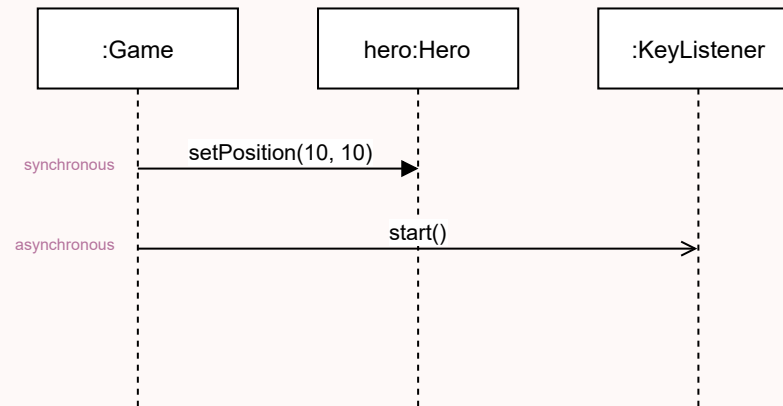 :Game
hero:Hero
:KeyListener
synchronous
setPosition(10, 10)
asynchronous
start()